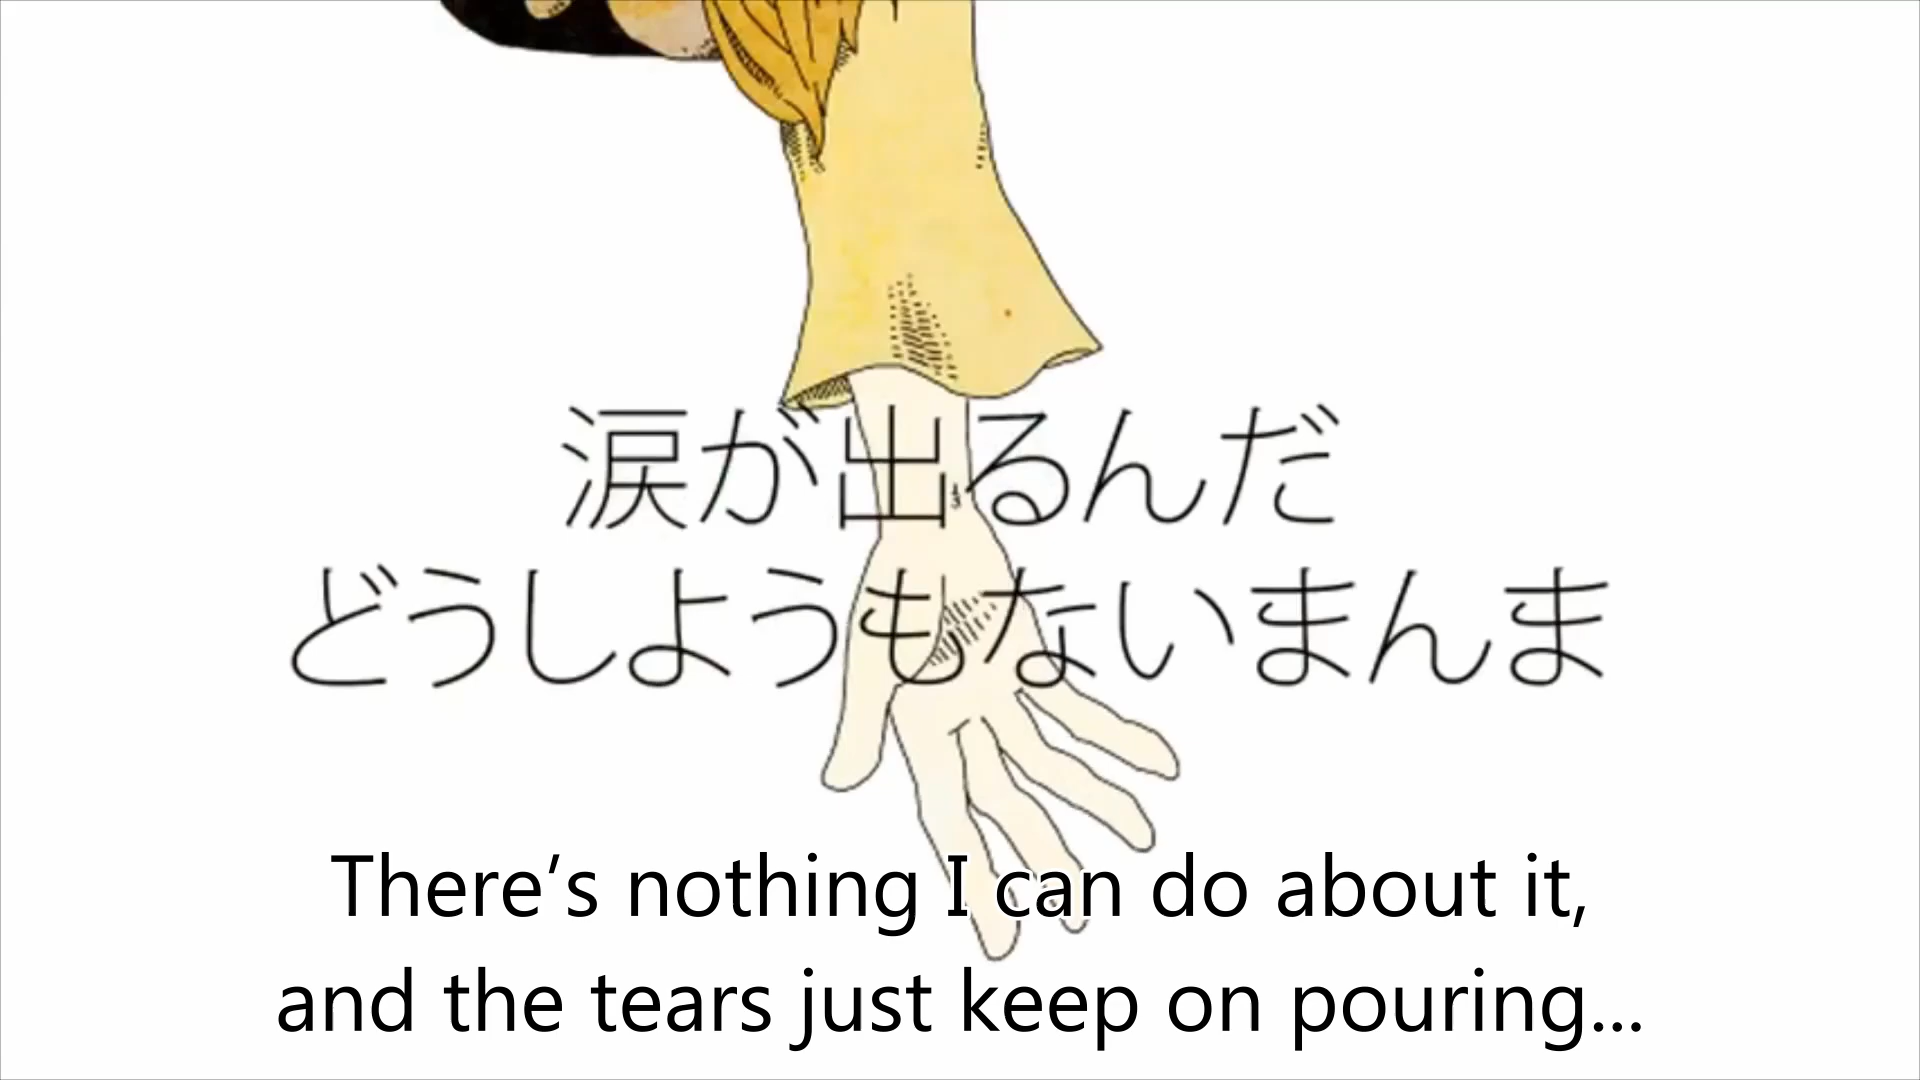 涙が出るんだ
どうしようもないまんま
There’s nothing I can do about it,
and the tears just keep on pouring...